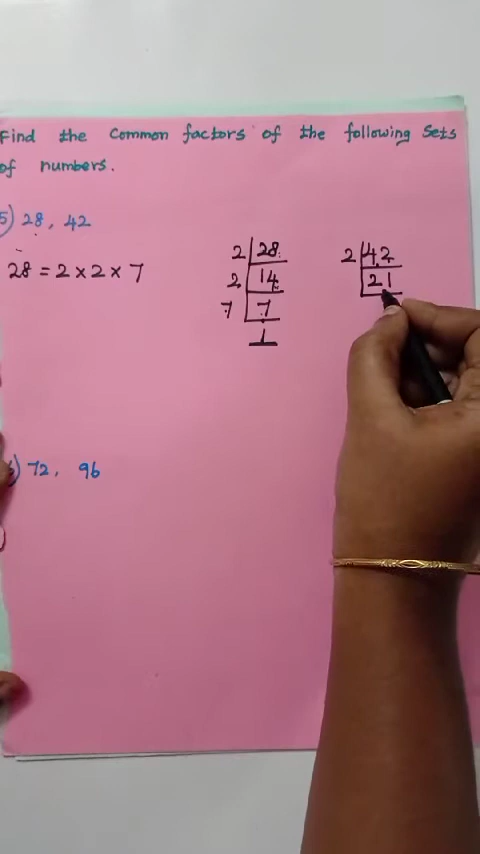 Find the Common factors of the following Sets
of numbers.
5) 28, 42
28 = 2 × 2 × 7
2 28
2 14
7 7
1
2 42
21
6) 72, 96